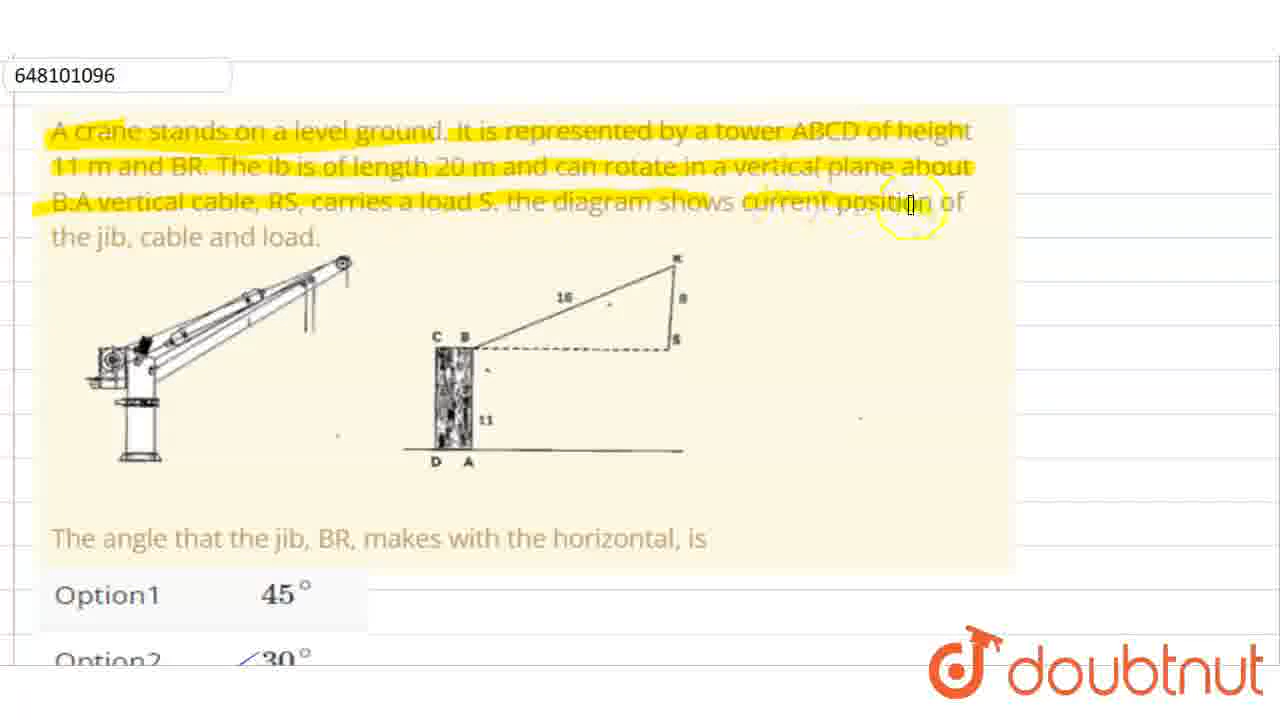 648101096
A crane stands on a level ground. It is represented by a tower ABCD of height
11 m and BR. The ib is of length 20 m and can rotate in a vertical plane about
B.A vertical cable, RS, carries a load S. the diagram shows current position of
the jib, cable and load.
R
16
8
C B
S
11
D A
The angle that the jib, BR, makes with the horizontal, is
Option1 45°
Option2 30°
doubtnut